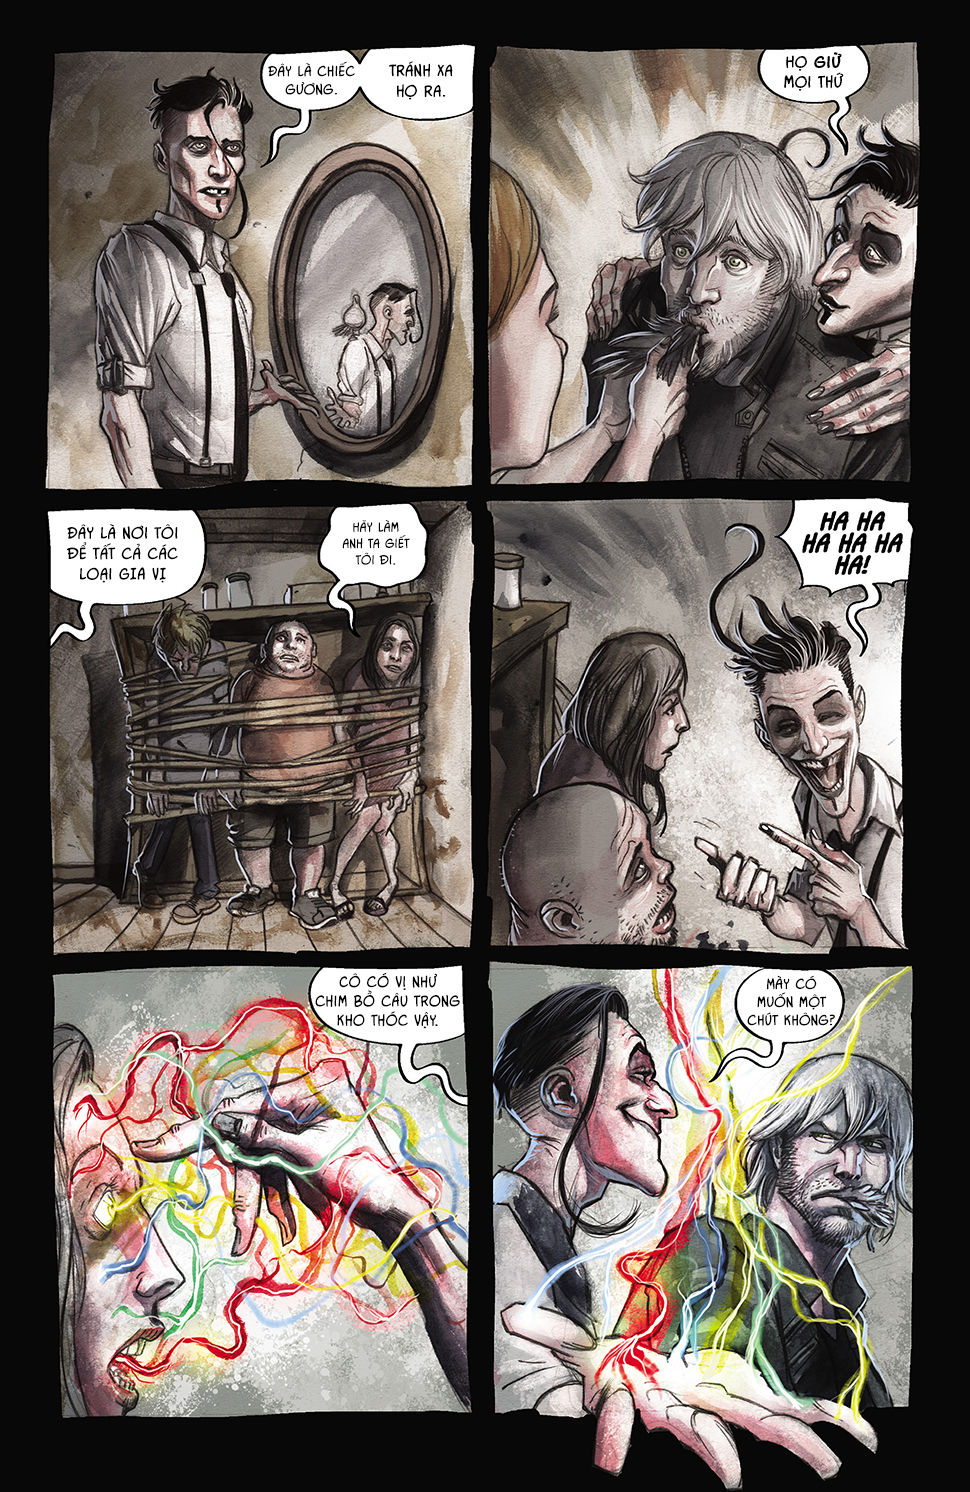 ĐÂY LÀ CHIẾC
GƯƠNG.
TRÁNH XA
HỌ RA.
HỌ GIỮ
MỌI THỨ
ĐÂY LÀ NƠI TÔI
ĐỂ TẤT CẢ CÁC
LOẠI GIA VỊ
HÃY LÀM
ANH TA GIẾT
TÔI ĐI.
HA HA
HA HA HA
HA!
CÔ CÓ VỊ NHƯ
CHIM BỒ CÂU TRONG
KHO THÓC VẬY.
MÀY CÓ
MUỐN MỘT
CHÚT KHÔNG?